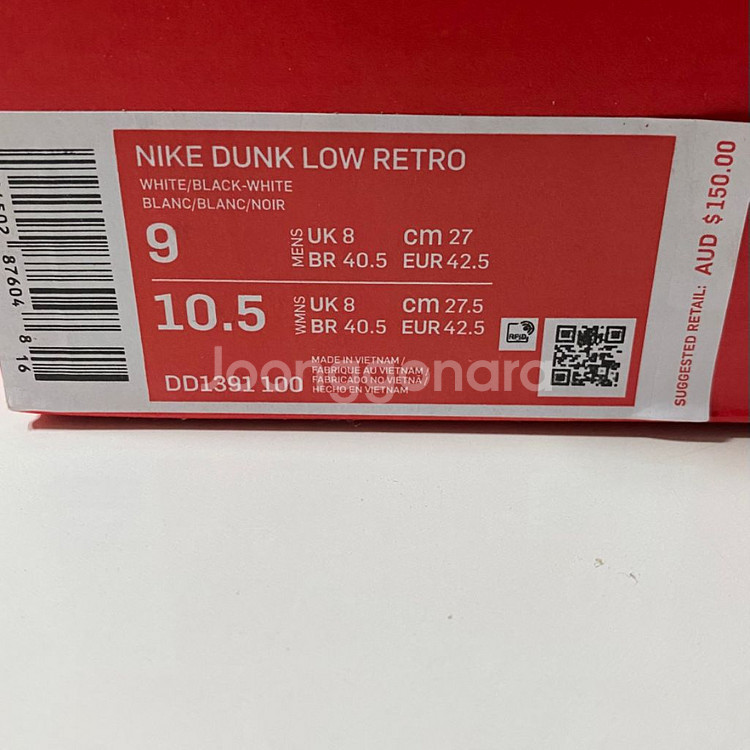 NIKE DUNK LOW RETRO
WHITE/BLACK-WHITE
BLANC/BLANC/NOIR
9 MENS UK 8 cm 27
BR 40.5 EUR 42.5
10.5 WMNS UK 8 cm 27.5
BR 40.5 EUR 42.5
RFID
DD1391 100
MADE IN VIETNAM /
FABRIQUE AU VIETNAM /
FABRICADO NO VIETNÃ /
HECHO EN VIETNAM
SUGGESTED RETAIL: AUD $150.00
87604
816